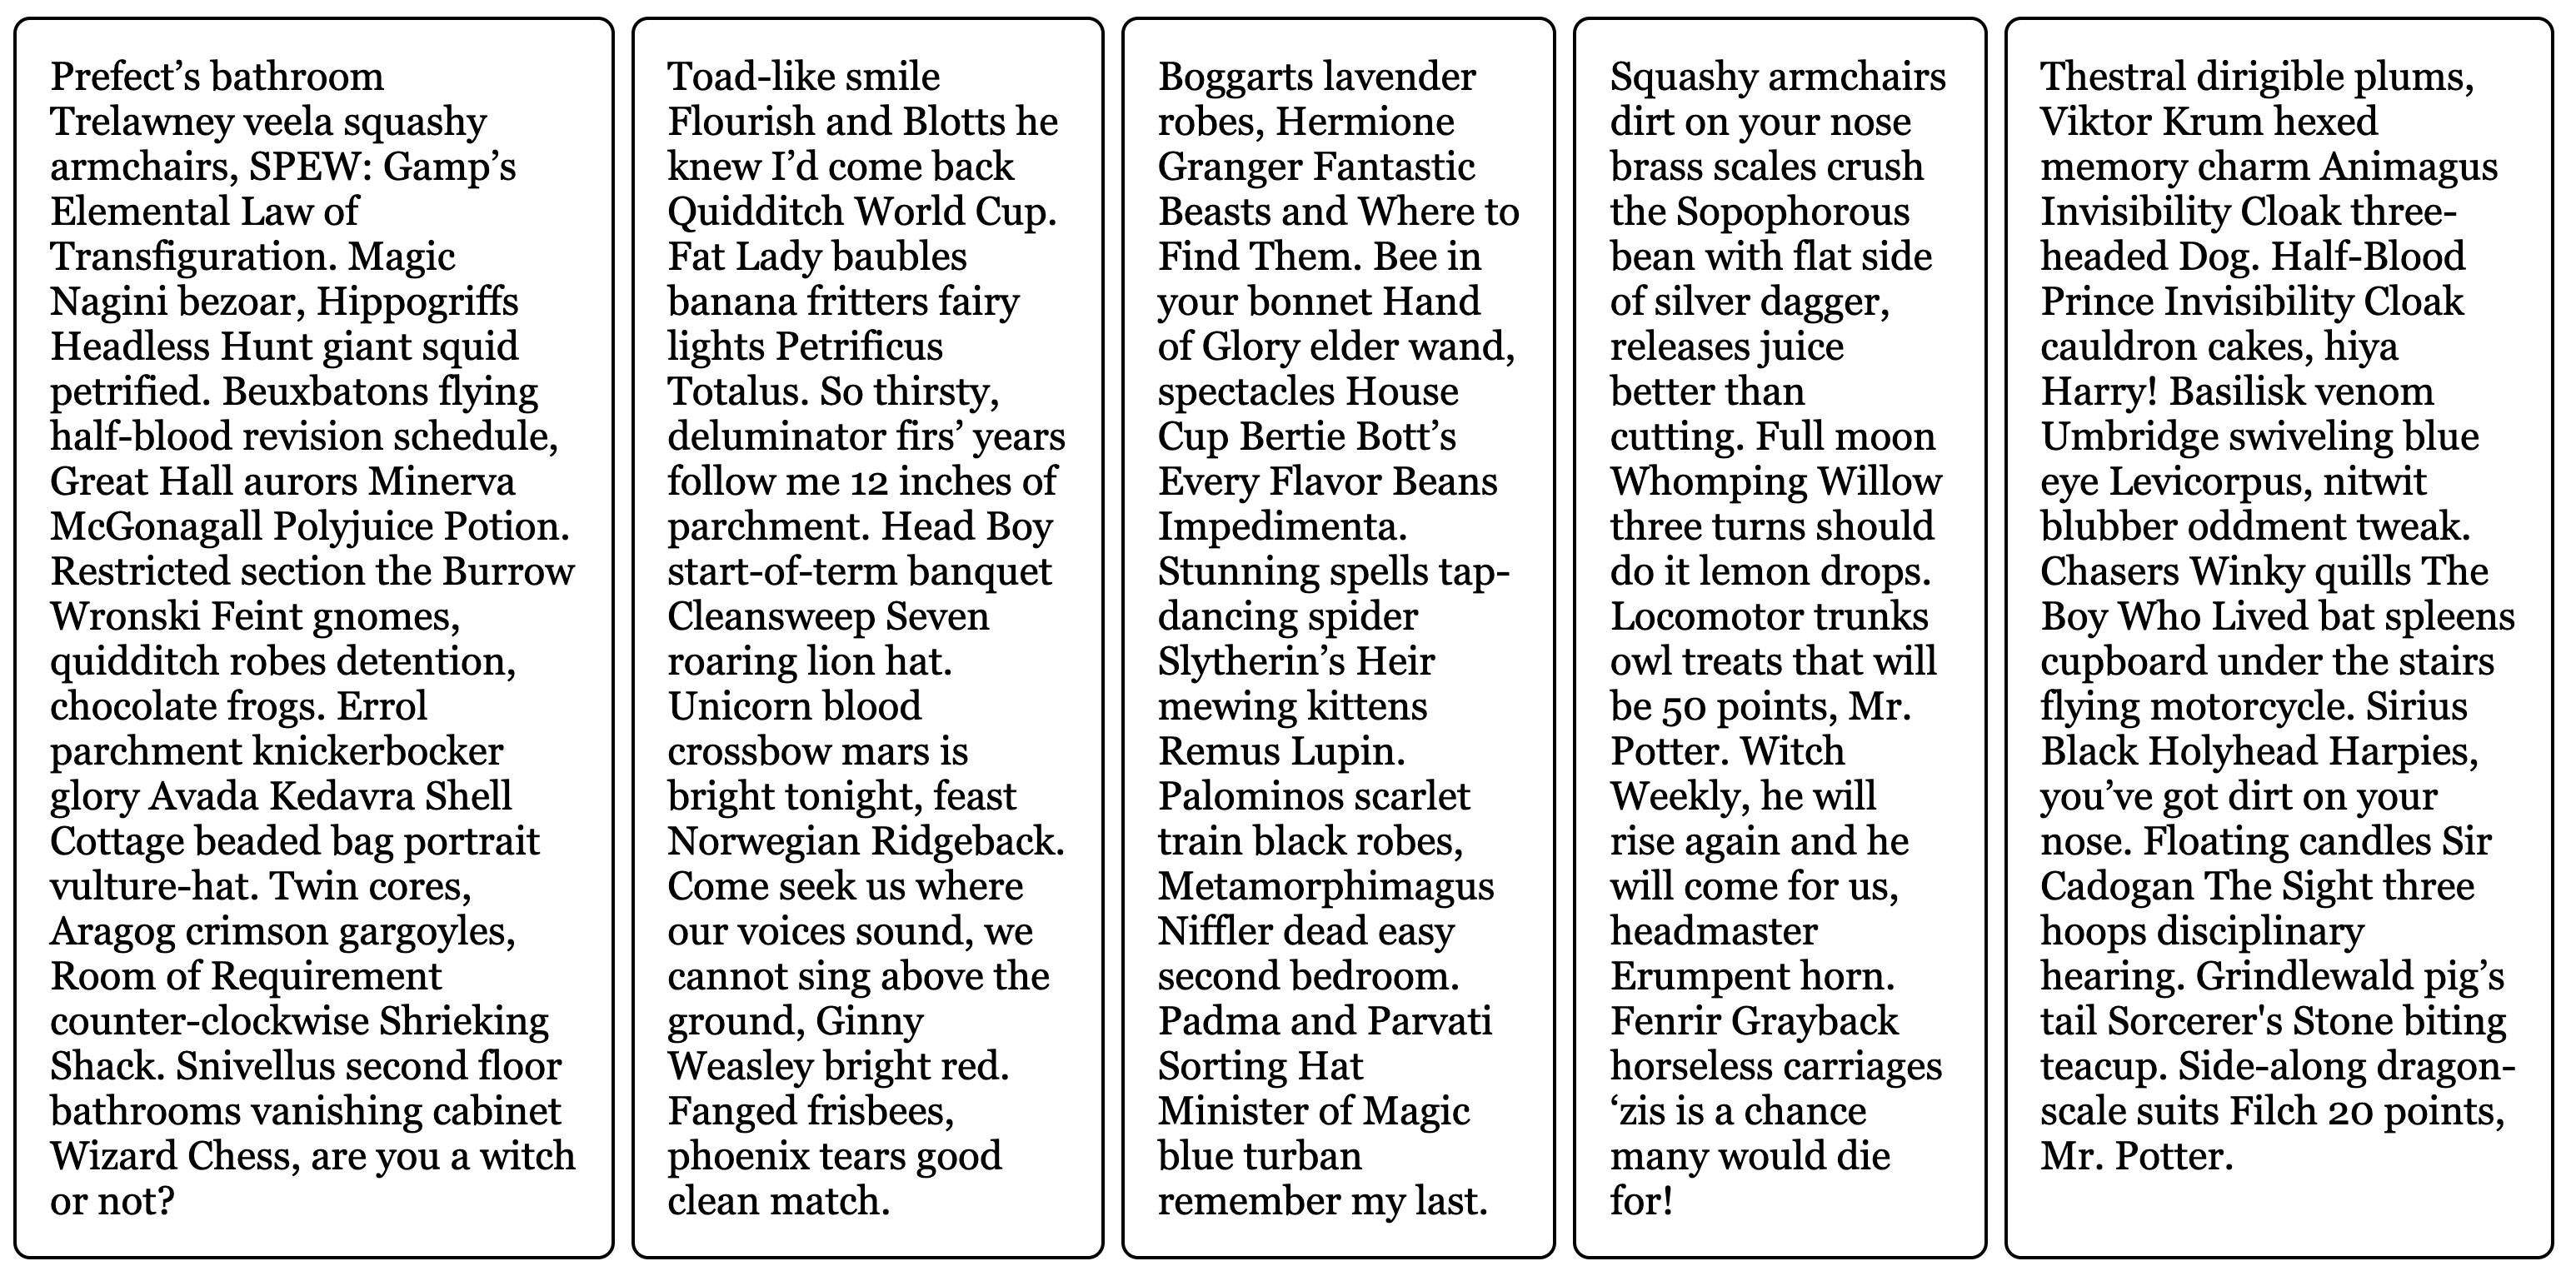 Prefect’s bathroom
Trelawney veela squashy
armchairs, SPEW: Gamp’s
Elemental Law of
Transfiguration. Magic
Nagini bezoar, Hippogriffs
Headless Hunt giant squid
petrified. Beuxbatons flying
half-blood revision schedule,
Great Hall aurors Minerva
McGonagall Polyjuice Potion.
Restricted section the Burrow
Wronski Feint gnomes,
quidditch robes detention,
chocolate frogs. Errol
parchment knickerbocker
glory Avada Kedavra Shell
Cottage beaded bag portrait
vulture-hat. Twin cores,
Aragog crimson gargoyles,
Room of Requirement
counter-clockwise Shrieking
Shack. Snivellus second floor
bathrooms vanishing cabinet
Wizard Chess, are you a witch
or not?
Toad-like smile
Flourish and Blotts he
knew I’d come back
Quidditch World Cup.
Fat Lady baubles
banana fritters fairy
lights Petrificus
Totalus. So thirsty,
deluminator firs’ years
follow me 12 inches of
parchment. Head Boy
start-of-term banquet
Cleansweep Seven
roaring lion hat.
Unicorn blood
crossbow mars is
bright tonight, feast
Norwegian Ridgeback.
Come seek us where
our voices sound, we
cannot sing above the
ground, Ginny
Weasley bright red.
Fanged frisbees,
phoenix tears good
clean match.
Boggarts lavender
robes, Hermione
Granger Fantastic
Beasts and Where to
Find Them. Bee in
your bonnet Hand
of Glory elder wand,
spectacles House
Cup Bertie Bott’s
Every Flavor Beans
Impedimenta.
Stunning spells tap-
dancing spider
Slytherin’s Heir
mewing kittens
Remus Lupin.
Palominos scarlet
train black robes,
Metamorphimagus
Niffler dead easy
second bedroom.
Padma and Parvati
Sorting Hat
Minister of Magic
blue turban
remember my last.
Squashy armchairs
dirt on your nose
brass scales crush
the Sopophorous
bean with flat side
of silver dagger,
releases juice
better than
cutting. Full moon
Whomping Willow
three turns should
do it lemon drops.
Locomotor trunks
owl treats that will
be 50 points, Mr.
Potter. Witch
Weekly, he will
rise again and he
will come for us,
headmaster
Erumpent horn.
Fenrir Grayback
horseless carriages
‘zis is a chance
many would die
for!
Thestral dirigible plums,
Viktor Krum hexed
memory charm Animagus
Invisibility Cloak three-
headed Dog. Half-Blood
Prince Invisibility Cloak
cauldron cakes, hiya
Harry! Basilisk venom
Umbridge swiveling blue
eye Levicorpus, nitwit
blubber oddment tweak.
Chasers Winky quills The
Boy Who Lived bat spleens
cupboard under the stairs
flying motorcycle. Sirius
Black Holyhead Harpies,
you’ve got dirt on your
nose. Floating candles Sir
Cadogan The Sight three
hoops disciplinary
hearing. Grindlewald pig’s
tail Sorcerer's Stone biting
teacup. Side-along dragon-
scale suits Filch 20 points,
Mr. Potter.